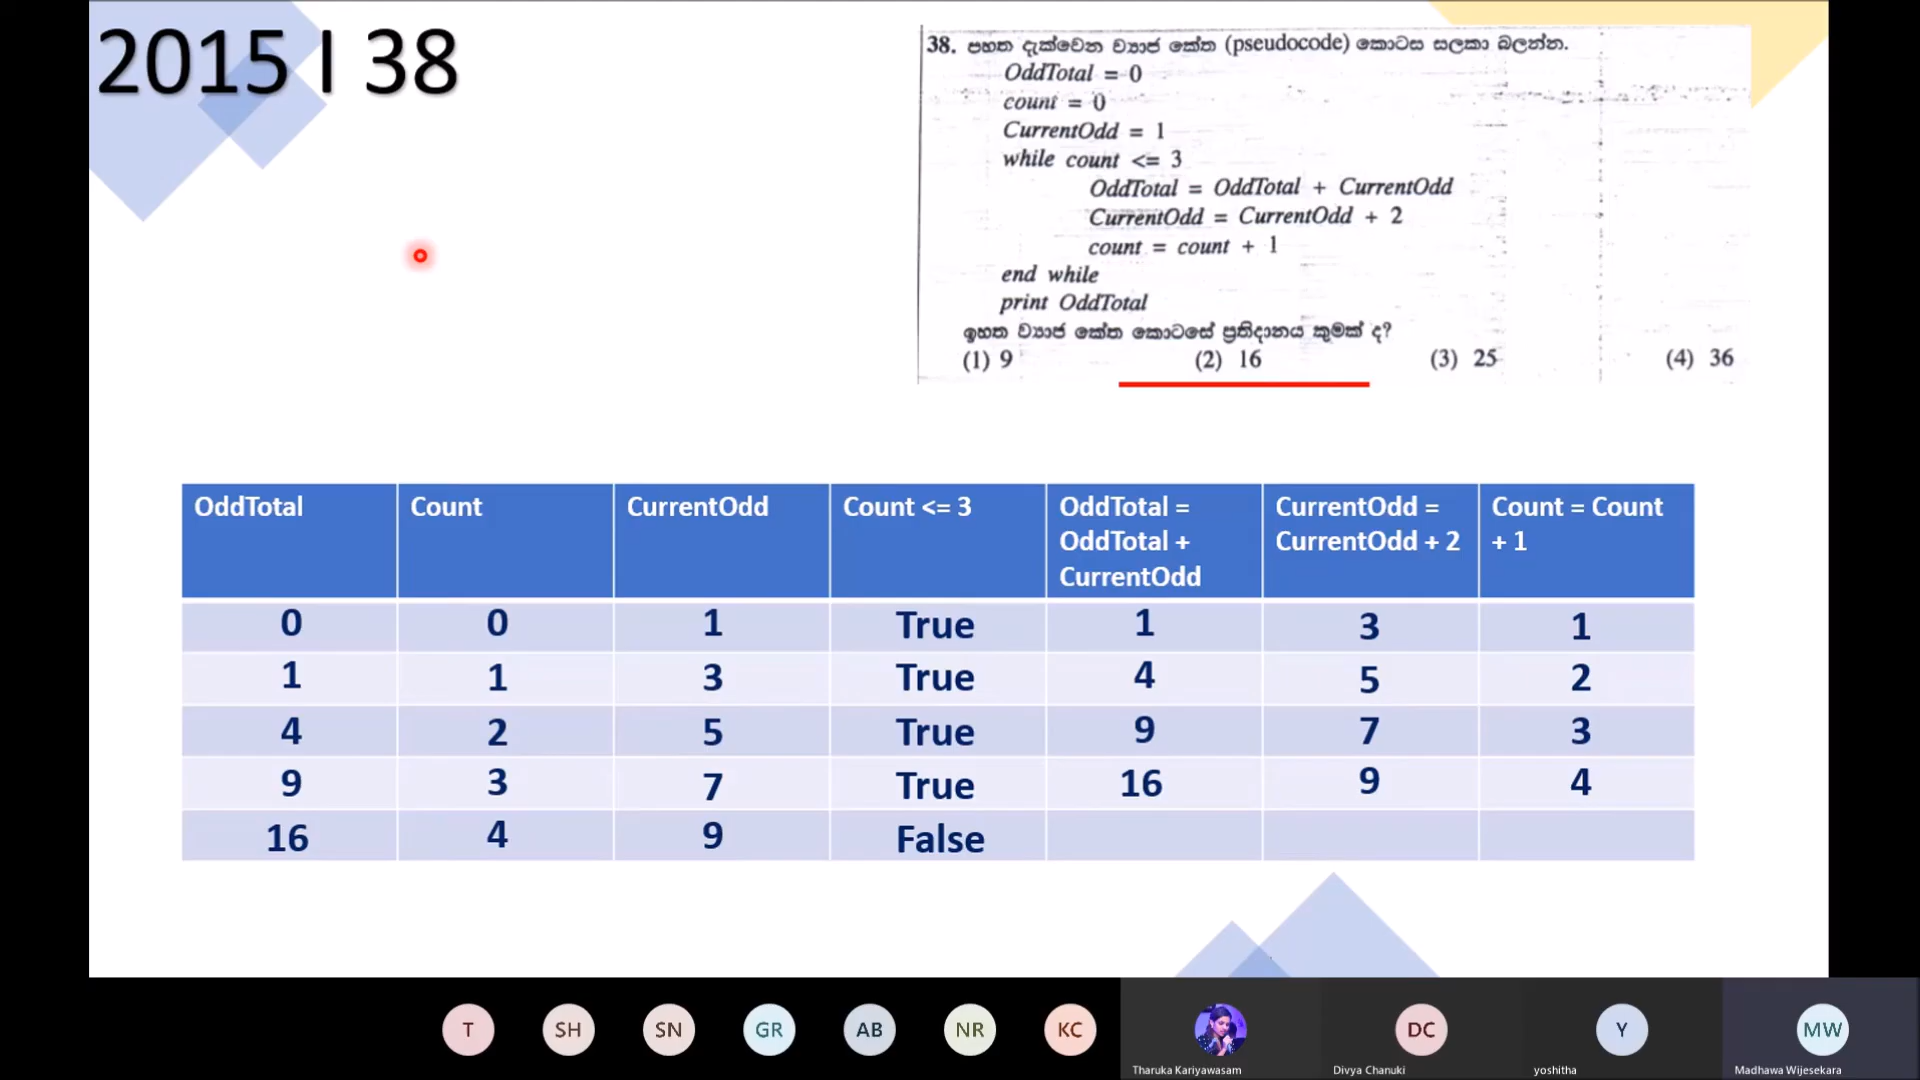 2015 I 38
38. පහත දැක්වෙන ව්‍යාජ කේත (pseudocode) කොටස සලකා බලන්න.
OddTotal = 0
count = 0
CurrentOdd = 1
while count <= 3
OddTotal = OddTotal + CurrentOdd
CurrentOdd = CurrentOdd + 2
count = count + 1
end while
print OddTotal
ඉහත ව්‍යාජ කේත කොටසේ ප්‍රතිදානය කුමක් ද?
(1) 9 (2) 16 (3) 25 (4) 36
OddTotal Count CurrentOdd Count <= 3 OddTotal = CurrentOdd = Count = Count
OddTotal + CurrentOdd + 2 + 1
CurrentOdd
0 0 1 True 1 3 1
1 1 3 True 4 5 2
4 2 5 True 9 7 3
9 3 7 True 16 9 4
16 4 9 False
T SH SN GR AB NR KC DC Y MW
Tharuka Kariyawasam Divya Chanuki yoshitha Madhawa Wijesekara